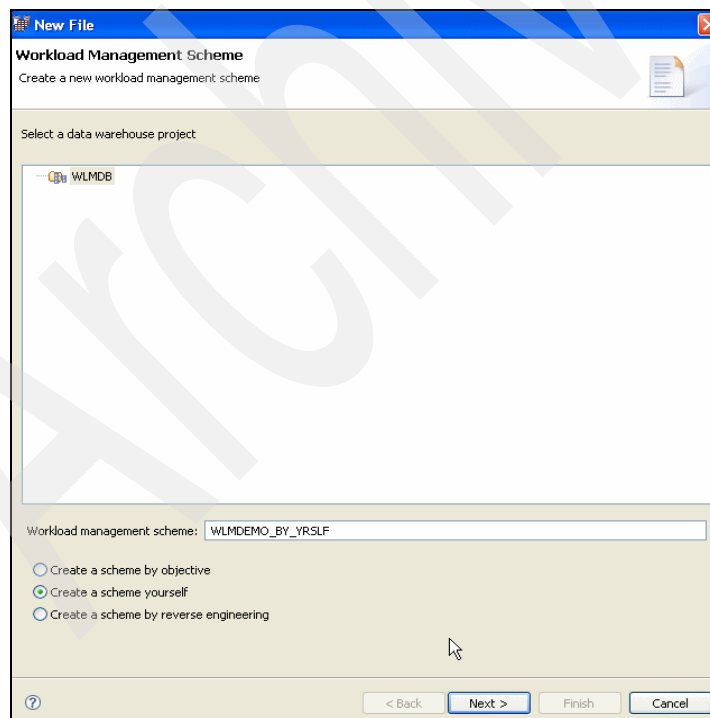 New File
Workload Management Scheme
Create a new workload management scheme
Select a data warehouse project
WLMDB
Workload management scheme: WLMDEMO_BY_YRSLF
Create a scheme by objective
Create a scheme yourself
Create a scheme by reverse engineering
? < Back Next > Finish Cancel